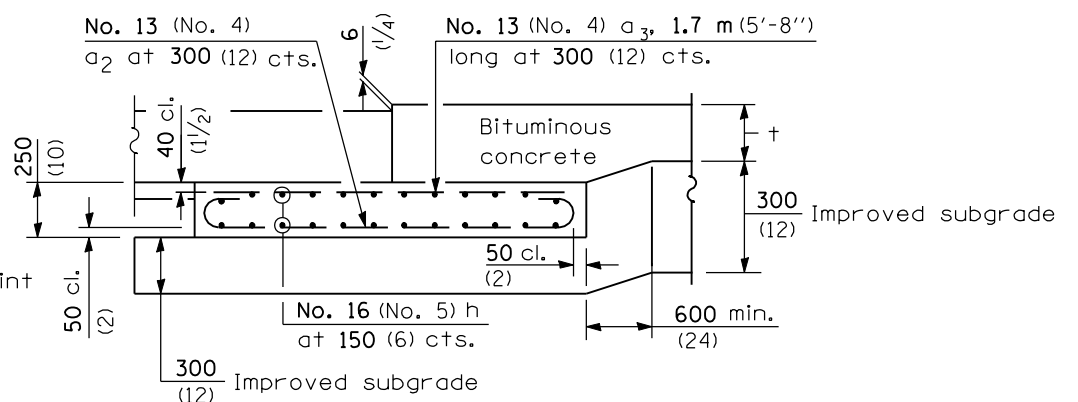 No. 13 (No. 4)
a2 at 300 (12) cts.
6
(1/4)
No. 13 (No. 4) a3, 1.7 m (5'-8'')
long at 300 (12) cts.
40 cl.
(1 1/2)
Bituminous
concrete
t
250
(10)
300
(12)
Improved subgrade
int
50 cl.
(2)
50 cl.
(2)
No. 16 (No. 5) h
at 150 (6) cts.
600 min.
(24)
300
(12)
Improved subgrade